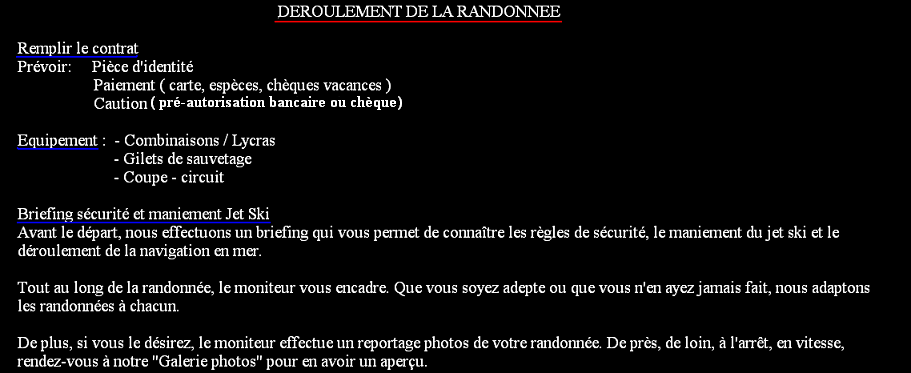 DEROULEMENT DE LA RANDONNEE
Remplir le contrat
Prévoir: Pièce d'identité
Paiement ( carte, espèces, chèques vacances )
Caution ( pré-autorisation bancaire ou chèque)
Equipement : - Combinaisons / Lycras
- Gilets de sauvetage
- Coupe - circuit
Briefing sécurité et maniement Jet Ski
Avant le départ, nous effectuons un briefing qui vous permet de connaître les règles de sécurité, le maniement du jet ski et le
déroulement de la navigation en mer.
Tout au long de la randonnée, le moniteur vous encadre. Que vous soyez adepte ou que vous n'en ayez jamais fait, nous adaptons
les randonnées à chacun.
De plus, si vous le désirez, le moniteur effectue un reportage photos de votre randonnée. De près, de loin, à l'arrêt, en vitesse,
rendez-vous à notre "Galerie photos" pour en avoir un aperçu.